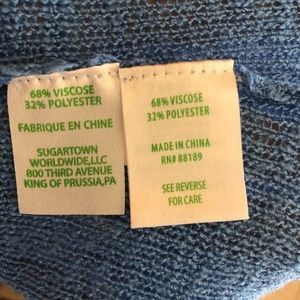 68% VISCOSE
32% POLYESTER
FABRIQUE EN CHINE
SUGARTOWN
WORLDWIDE,LLC
800 THIRD AVENUE
KING OF PRUSSIA,PA
68% VISCOSE
32% POLYESTER
MADE IN CHINA
RN# 88189
SEE REVERSE
FOR CARE